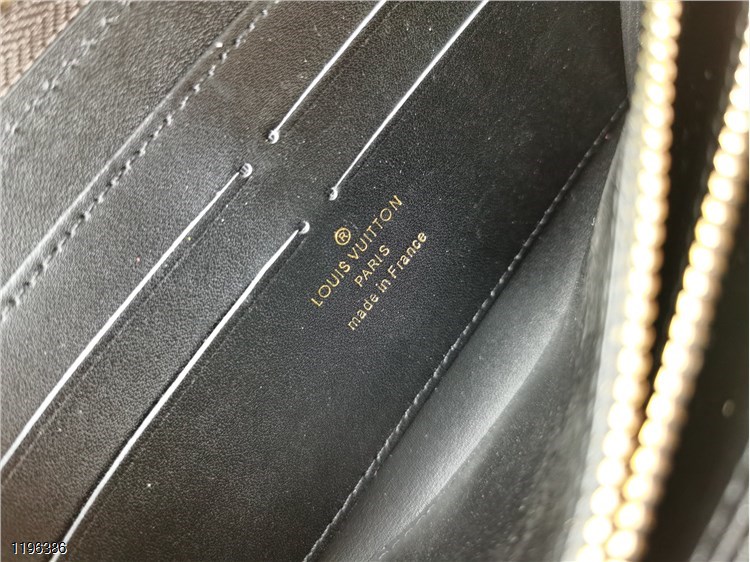 ®
LOUIS VUITTON
PARIS
made in France
1196386